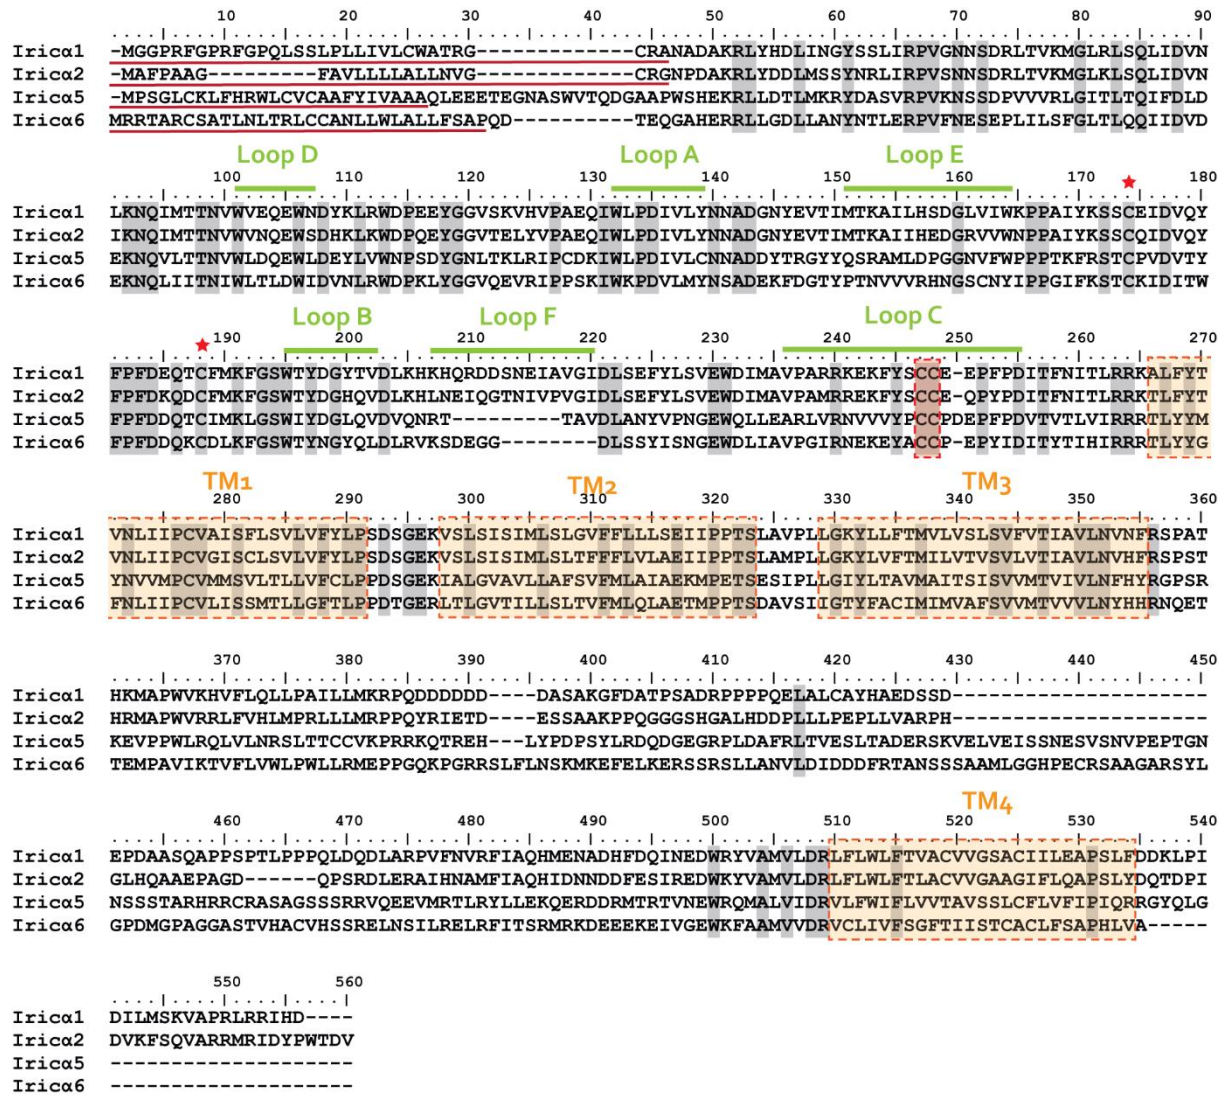 10 20 30 40 50 60 70 80 90
Iricα1 -MGGPRFGPRFGPQLSSLPLLIVLCWATRG-------------CRANADAKRLYHDLINGYSSLIRPVGNNSDRLTVKMGLRLSQLIDVN
Iricα2 -MAFPAAG---------FAVLLLLALLNVG-------------CRGNPDAKRLYDDLMSSYNRLIRPVSNNSDRLTVKMGLKLSQLIDVN
Iricα5 -MPSGLCKLFHRWLCVCAAFYIVAAAQLEEETEGNASWVTQDGAAPWSHEKRLLDTLMKRYDASVRPVKNSSDPVVVRLGITLTQIFDLD
Iricα6 MRRTARCSATLNLTRLCCANLLWLALLFSAPQD----------TEQGAHERRLLGDLLANYNTLERPVFNESEPLILSFGLTLQQIIDVD
Loop D Loop A Loop E
100 110 120 130 140 150 160 170 180
Iricα1 LKNQIMTTNVWVEQEWNDYKLRWDPEEYGGVSKVHVPAEQIWLPDIVLYNNADGNYEVTIMTKAILHSDGLVIWKPPAIYKSSCEIDVQY
Iricα2 IKNQIMTTNVWVNQEWSDHKLKWDPQEYGGVTELYVPAEQIWLPDIVLYNNADGNYEVTIMTKAIIHEDGRVVWNPPAIYKSSCQIDVQY
Iricα5 EKNQVLTTNVWLDQEWLDEYLVWNPSDYGNLTKLRIPCDKIWLPDIVLCNNADDYTRGYYQSRAMLDPGGNVFWPPPTKFRSTCPVDVTY
Iricα6 EKNQLIITNIWLTLDWIDVNLRWDPKLYGGVQEVRIPPSKIWKPDVLMYNSADEKFDGTYPTNVVVRHNGSCNYIPPGIFKSTCKIDITW
Loop B Loop F Loop C
190 200 210 220 230 240 250 260 270
Iricα1 FPFDEQTCFMKFGSWTYDGYTVDLKHKHQRDDSNEIAVGIDLSEFYLSVEWDIMAVPARRKEKFYSCCE-EPFPDITFNITLRRKALFYT
Iricα2 FPFDKQDCFMKFGSWTYDGHQVDLKHLNEIQGTNIVPVGIDLSEFYLSVEWDIMAVPAMRREKFYSCCE-QPYPDITFNITLRRKTLFYT
Iricα5 FPFDDQTCIMKLGSWTYDGLQVDVQNRT------TAVDLANYVPNGEWQLLEARLVRNVVVYPCCPDEPFPDVTVTLVIRRRTLYYM
Iricα6 FPFDDQKCDLKFGSWTYNGYQLDLRVKSDEGG------DLSSYISNGEWDLIAVPGIRNEKEYACCP-EPYIDITYTIHIRRRTLYYG
TM1 TM2 TM3
280 290 300 310 320 330 340 350 360
Iricα1 VNLIIPCVAISFLSVLVFYLPSDSGEKVSLSISIMLSLGVFFLLLSEIIPPTSLAVPLLGKYLLFTMVLVSLSVFVTIAVLNVNFRSPAT
Iricα2 VNLIIPCVGISCLSVLVFYLPSDSGEKVSLSISILLSLTVFFLVLAEIIPPTSLAMPLLGKYLLFTMILVTVSVLVTIAVLNVHFRSPST
Iricα5 YNVVMPCVMMSVLTLLVFCLPPDSGEKIALGVAVLLAFSVFMLAIAEKMPETSESIPLLGIYLTAVMAITSISVVMTVIVLNFHYRGPSR
Iricα6 FNLIIPCVLISSMTLLGFTLPPDTGERLTLGVTILLSLTVFMLQLAETMPPTSDAVSIIGTYFACIMIMVAFSVVMTVVVLNYHHRNQET
370 380 390 400 410 420 430 440 450
Iricα1 HKMAPWVKHVFLQLLPAILLMKRPQDDDDDD----DASAKGFDATPSADRPPPPQELALCAYHAEDSSD---------------------
Iricα2 HRMAPWVRRLFVHLMPRLLLMRPPQYRIETD----ESSAAKPPQGGGSHGALHDDPLLLPEPLLVARPH---------------------
Iricα5 KEVPPWLRQLVLNRSLTTCCVKPRRKQTREH---LYPDPSYLRDQDGEGRPLDAFRLTVESLTADERSKVELVEISSNESVSNVPEPTGN
Iricα6 TEMPAVIKTVFLVWLPWLLRMEPPGQKPGRRSLFLNSKMKEFELKERSSRSLLANVLDIDDDFRTANSSSAAMLGGHPECRSAAGARSYL
TM4
460 470 480 490 500 510 520 530 540
Iricα1 EPDAASQAPPSPTLPPPQLDQDLARPVFNVRFIAQHMENADHFDQINEDWRYVAMVLDRLFLWLFTVACVVGSACIILEAPSLFDDKLPI
Iricα2 GLHQAAEPAGD------QPSRDLERAIHNAMFIAQHIDNNDDFESIREDWKYVAMVLDRLFLWLFTLACVVGAAGIFLQAPSLYDQTDPI
Iricα5 NSSSTARHRRCRASAGSSSRRVQEEVMRTLRYLLEKQERDDRMTRTVNEWRQMALVIDRVLFWIFLVVTAVSSLCFLVFIPIQRRGYQLG
Iricα6 GPDMGPAGGASTVHACVHSSRELNSILRELRFITSRMRKDEEEKEIVGEWKFAAMVVDRVCLIVFSGFTIISTCACLFSAPHLVA-----
550 560
Iricα1 DILMSKVAPRLRRIHD----
Iricα2 DVKFSQVARRMRIDYPWTDV
Iricα5 --------------------
Iricα6 --------------------